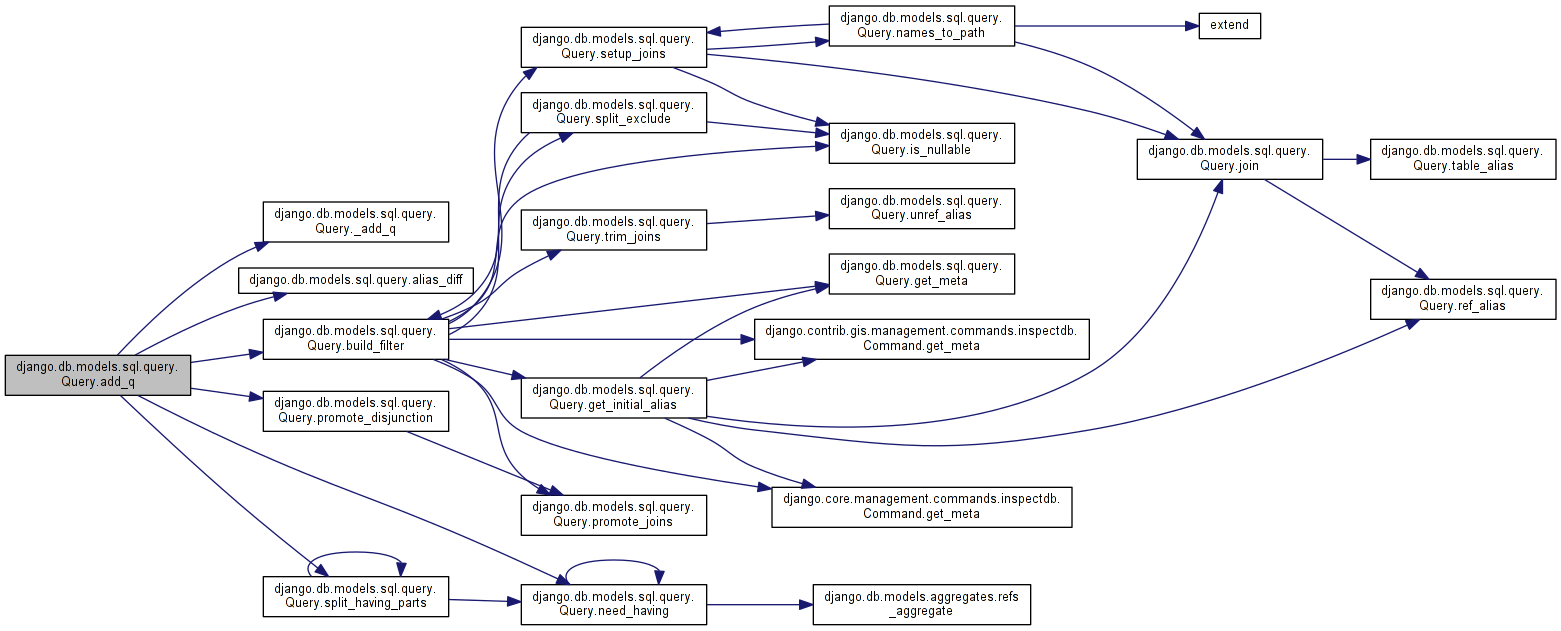 django.db.models.sql.query.
Query.add_q
django.db.models.sql.query.
Query._add_q
django.db.models.sql.query.alias_diff
django.db.models.sql.query.
Query.build_filter
django.db.models.sql.query.
Query.promote_disjunction
django.db.models.sql.query.
Query.split_having_parts
django.db.models.sql.query.
Query.setup_joins
django.db.models.sql.query.
Query.split_exclude
django.db.models.sql.query.
Query.trim_joins
django.db.models.sql.query.
Query.get_initial_alias
django.db.models.sql.query.
Query.promote_joins
django.db.models.sql.query.
Query.need_having
django.db.models.sql.query.
Query.names_to_path
django.db.models.sql.query.
Query.is_nullable
django.db.models.sql.query.
Query.unref_alias
django.db.models.sql.query.
Query.get_meta
django.contrib.gis.management.commands.inspectdb.
Command.get_meta
django.core.management.commands.inspectdb.
Command.get_meta
django.db.models.aggregates.refs
_aggregate
extend
django.db.models.sql.query.
Query.join
django.db.models.sql.query.
Query.table_alias
django.db.models.sql.query.
Query.ref_alias